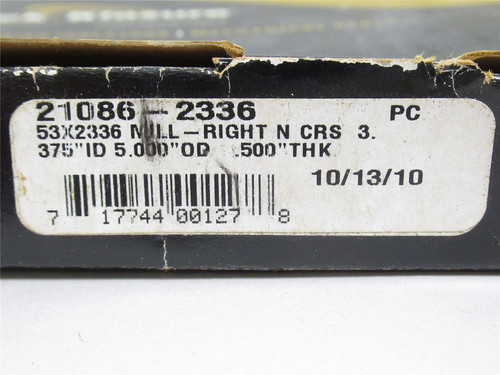 21086-2336 PC
53X2336 MILL-RIGHT N CRS 3.
375"ID 5.000"OD .500"THK
10/13/10
7 17744 00127 8